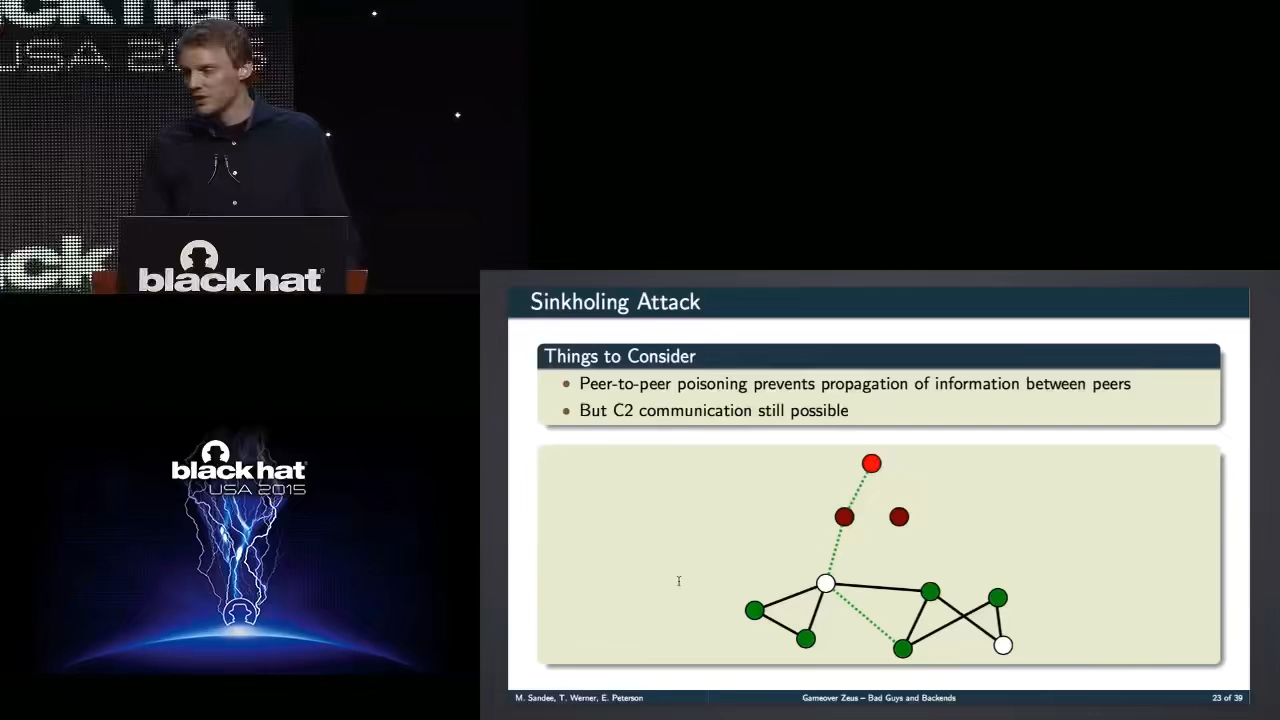 USA 20
black hat
black hat
USA 2015
Sinkholing Attack
Things to Consider
• Peer-to-peer poisoning prevents propagation of information between peers
• But C2 communication still possible
M. Sandee, T. Werner, E. Peterson
Gameover Zeus – Bad Guys and Backends
23 of 39